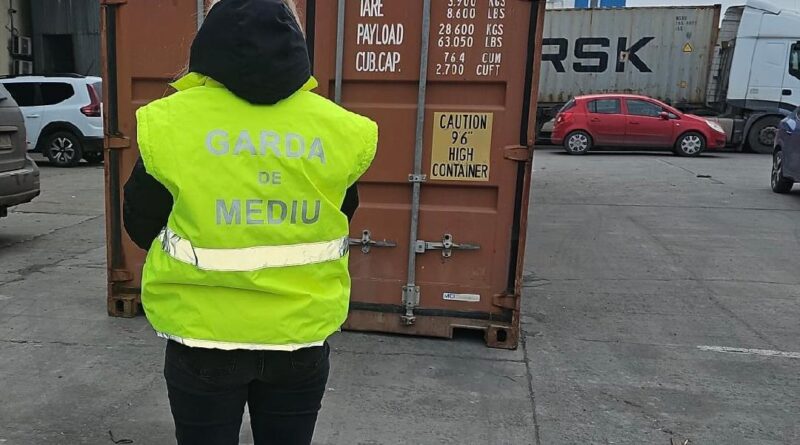 3.900 KGS
TARE 8.600 LBS
PAYLOAD 28.600 KGS
63.050 LBS
CUB.CAP. 76.4 CU.M
2.700 CUFT
RSK
CAUTION
9'6"
HIGH
CONTAINER
GARDA
DE
MEDIU